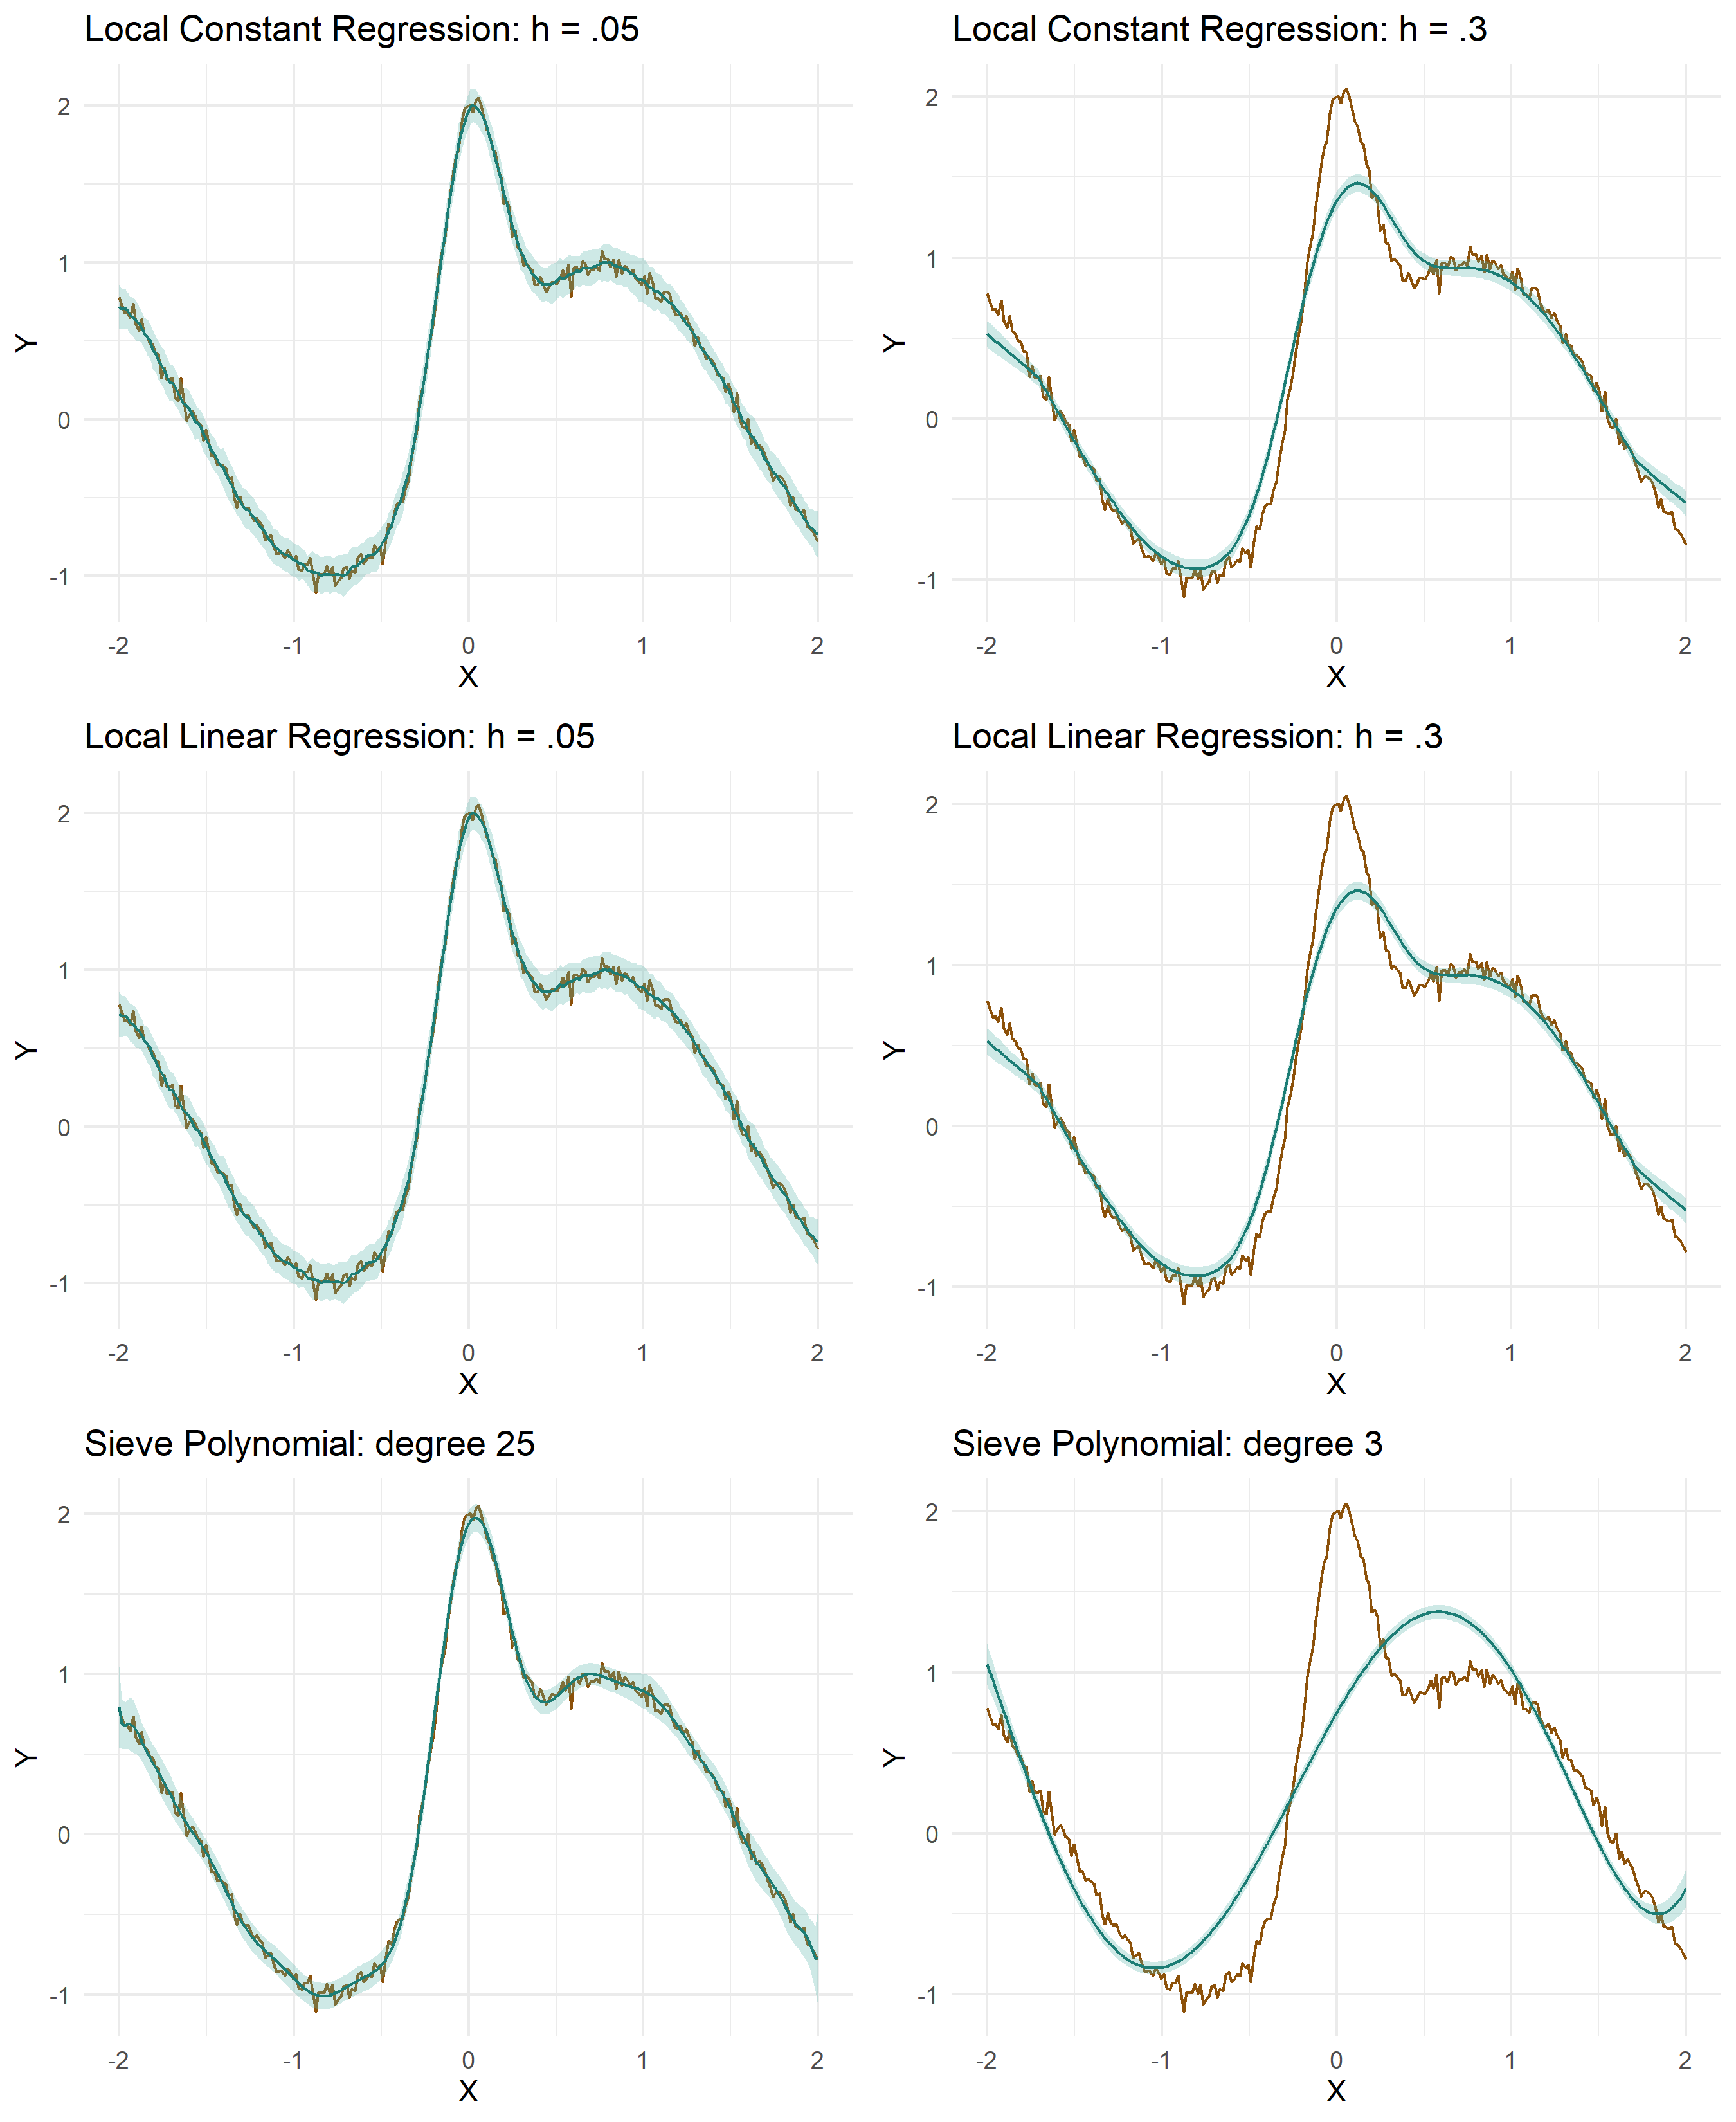 Local Constant Regression: h = .05
2
1
0
-1
Y
-2 -1 0 1 2
X
Local Constant Regression: h = .3
2
1
0
-1
Y
-2 -1 0 1 2
X
Local Linear Regression: h = .05
2
1
0
-1
Y
-2 -1 0 1 2
X
Local Linear Regression: h = .3
2
1
0
-1
Y
-2 -1 0 1 2
X
Sieve Polynomial: degree 25
2
1
0
-1
Y
-2 -1 0 1 2
X
Sieve Polynomial: degree 3
2
1
0
-1
Y
-2 -1 0 1 2
X